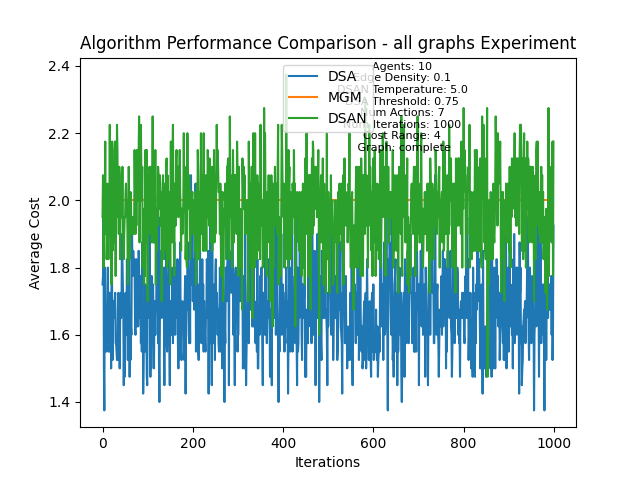 Algorithm Performance Comparison - all graphs Experiment
Average Cost
2.4
2.2
2.0
1.8
1.6
1.4
DSA
MGM
DSAN
Agents: 10
Edge Density: 0.1
DSAN Temperature: 5.0
Threshold: 0.75
Num Actions: 7
Num Iterations: 1000
Cost Range: 4
Graph: complete
0
200
400
600
800
1000
Iterations